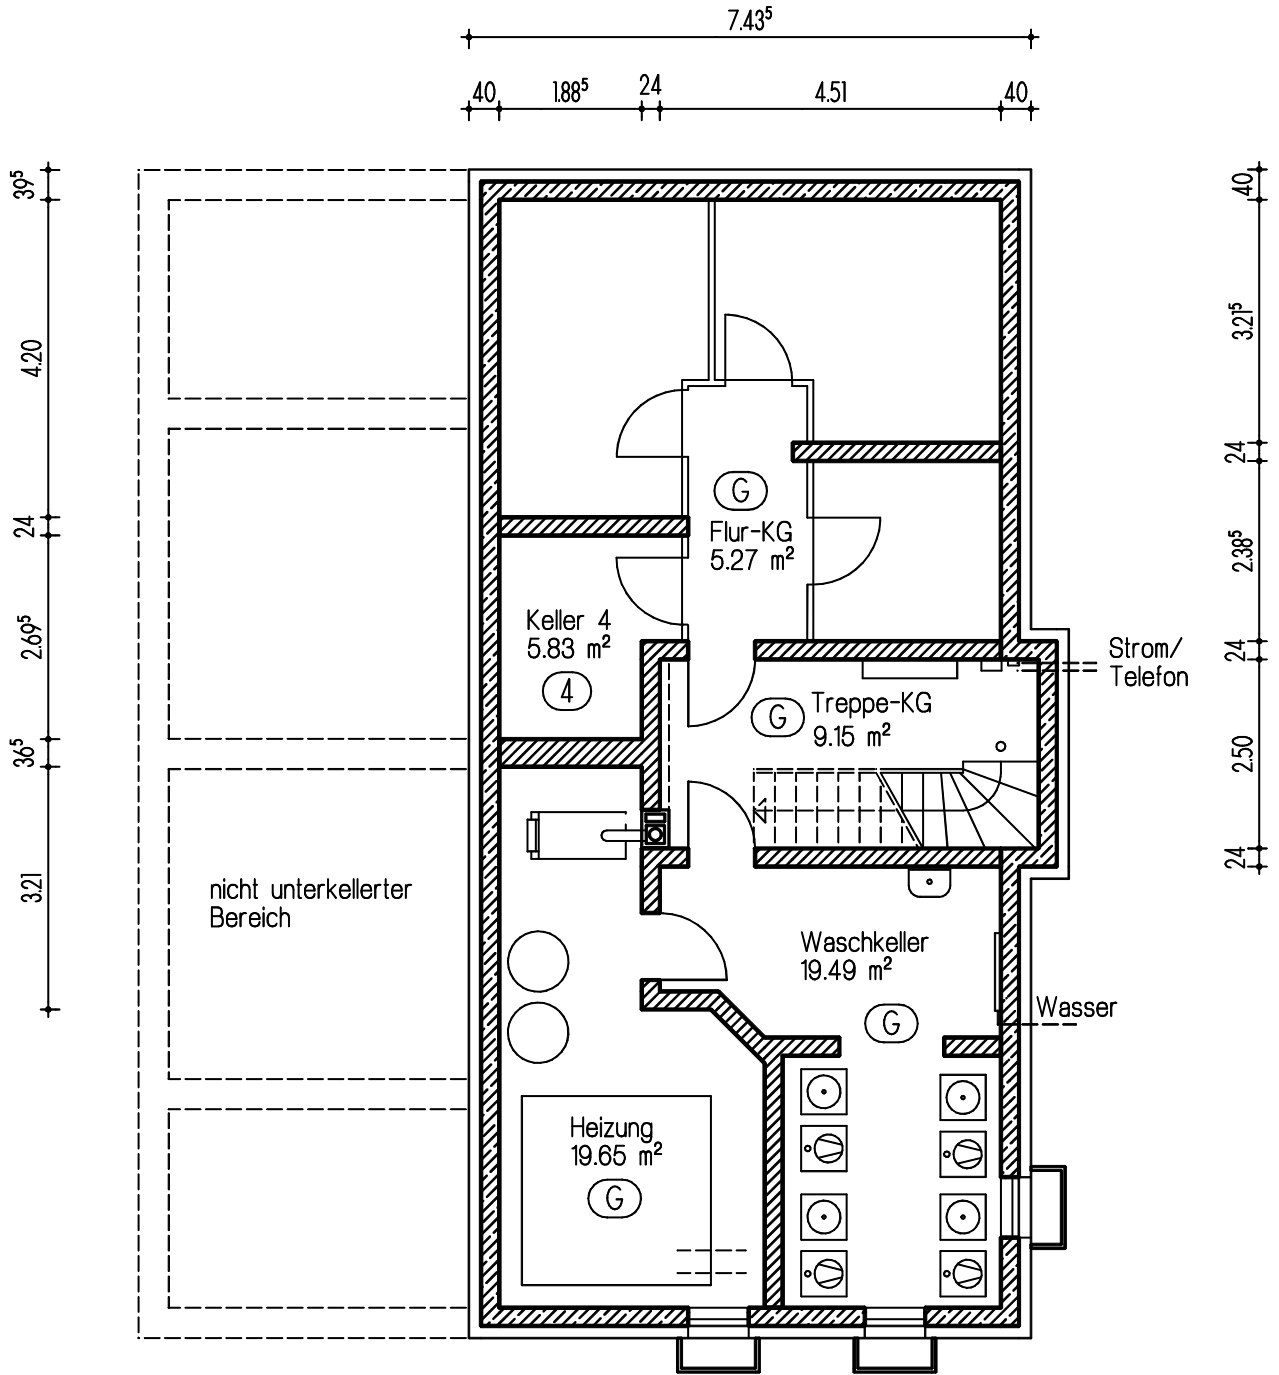 7.43⁵
40 1.88⁵ 24 4.51 40
39⁵
4.20
24
2.69⁵
36⁵
3.21
40
3.21⁵
24
2.38⁵
24
2.50
24
G
Flur-KG
5.27 m²
Keller 4
5.83 m²
4
Strom/
Telefon
G
Treppe-KG
9.15 m²
nicht unterkellerter
Bereich
Waschkeller
19.49 m²
G
Wasser
Heizung
19.65 m²
G